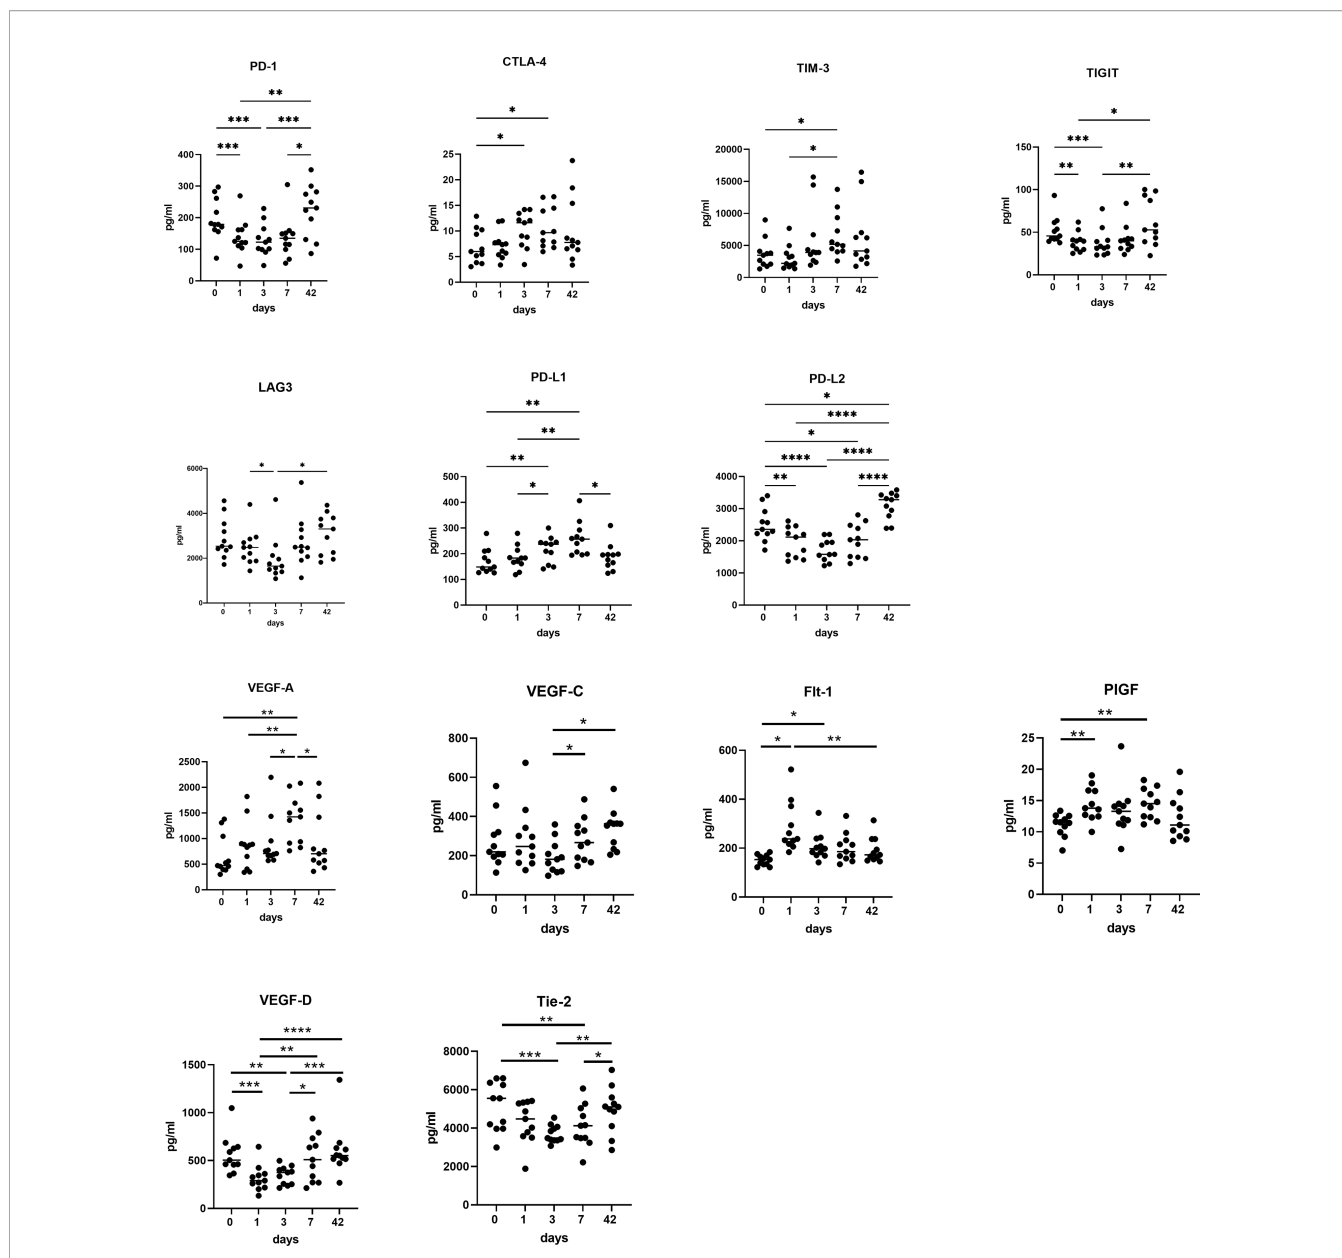 PD-1
**
*** ***
*** *
400
300
200
100
0
pg/ml
0 1 3 7 42
days
CTLA-4
*
*
25
20
15
10
5
0
pg/ml
0 1 3 7 42
days
TIM-3
*
*
20000
15000
10000
5000
0
pg/ml
0 1 3 7 42
days
TIGIT
*
***
** **
150
100
50
0
pg/ml
0 1 3 7 42
days
LAG3
* *
6000
4000
2000
0
pg/ml
0 1 3 7 42
days
PD-L1
**
**
**
* *
500
400
300
200
100
0
pg/ml
0 1 3 7 42
days
PD-L2
*
****
*
**** ****
** ****
4000
3000
2000
1000
0
pg/ml
0 1 3 7 42
days
VEGF-A
**
**
* *
2500
2000
1500
1000
500
0
pg/ml
0 1 3 7 42
days
VEGF-C
*
*
800
600
400
200
0
pg/ml
0 1 3 7 42
days
Flt-1
*
* **
600
400
200
0
pg/ml
0 1 3 7 42
days
PIGF
**
**
25
20
15
10
5
0
pg/ml
0 1 3 7 42
days
VEGF-D
****
**
** ***
*** *
1500
1000
500
0
pg/ml
0 1 3 7 42
days
Tie-2
**
**
*** *
8000
6000
4000
2000
0
pg/ml
0 1 3 7 42
days